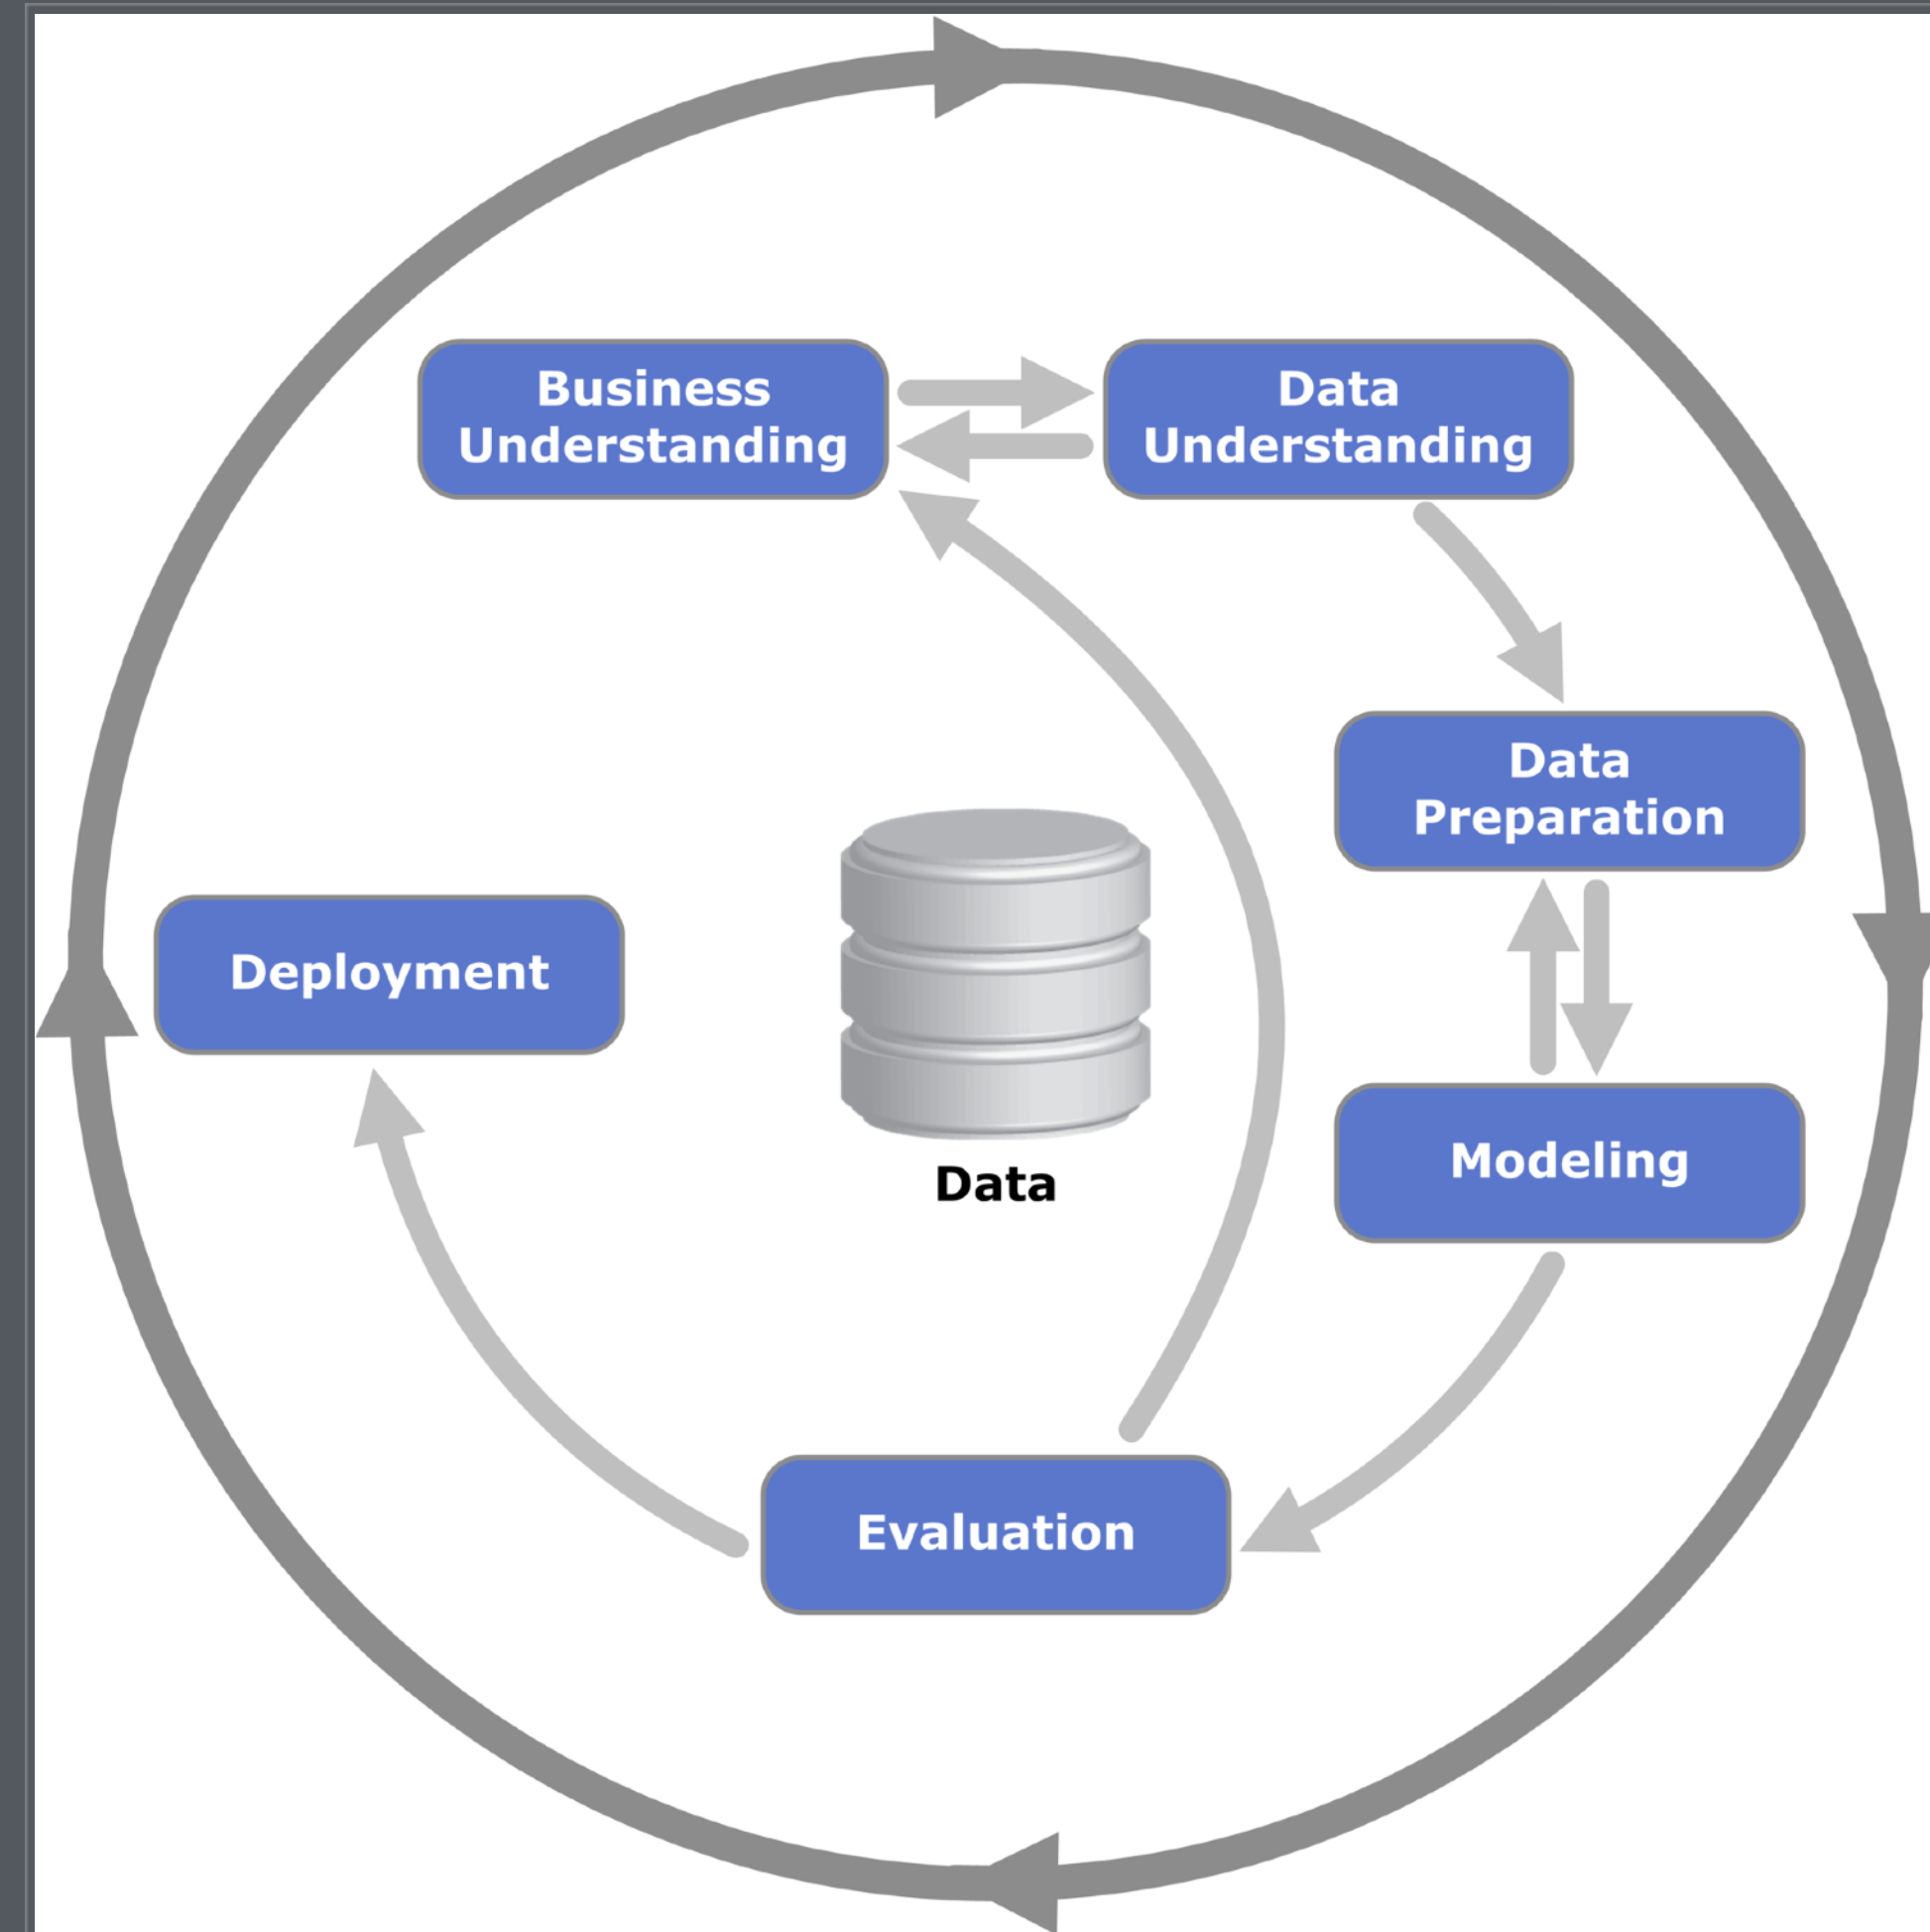 Business
Understanding
Data
Understanding
Data
Preparation
Deployment
Modeling
Data
Evaluation